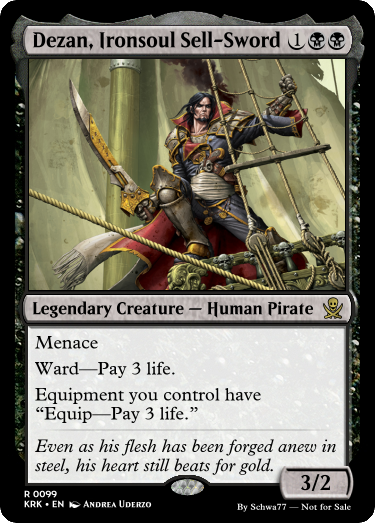 Dezan, Ironsoul Sell-Sword 1
Legendary Creature — Human Pirate
Menace
Ward—Pay 3 life.
Equipment you control have
“Equip—Pay 3 life.”
Even as his flesh has been forged anew in
steel, his heart still beats for gold.
3/2
R 0099
KRK • EN Andrea Uderzo
By Schwa77 — Not for Sale